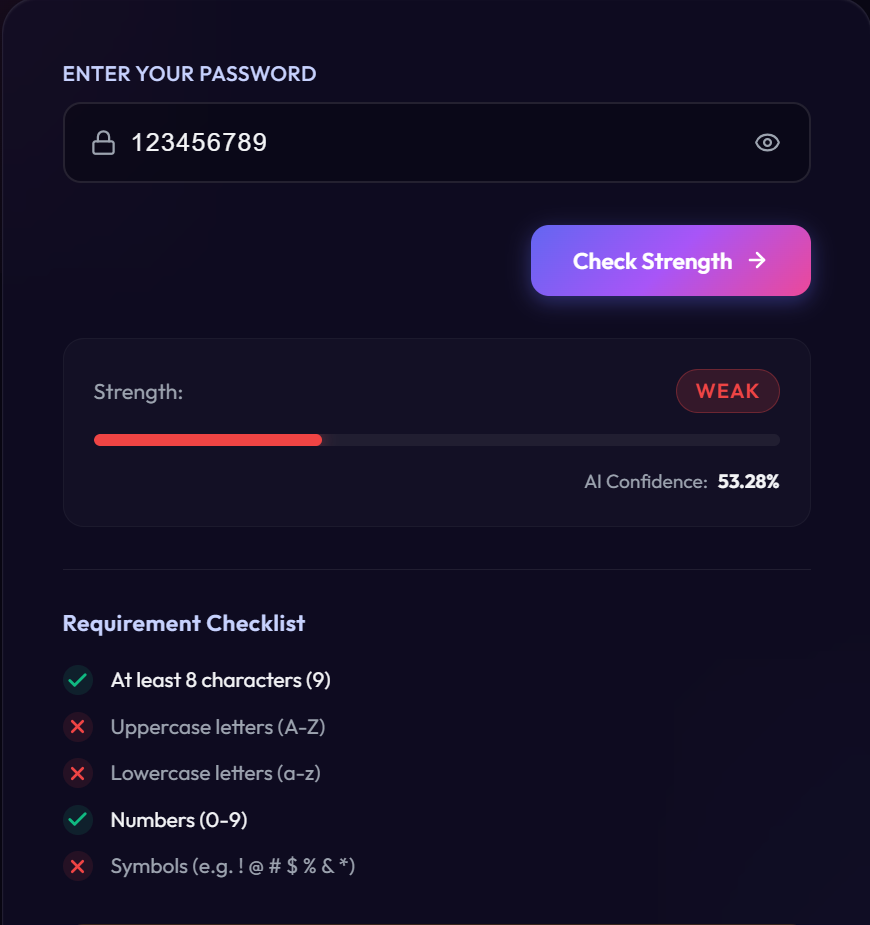 ENTER YOUR PASSWORD
123456789
Check Strength →
Strength:
WEAK
AI Confidence: 53.28%
Requirement Checklist
At least 8 characters (9)
Uppercase letters (A-Z)
Lowercase letters (a-z)
Numbers (0-9)
Symbols (e.g. ! @ # $ % & *)